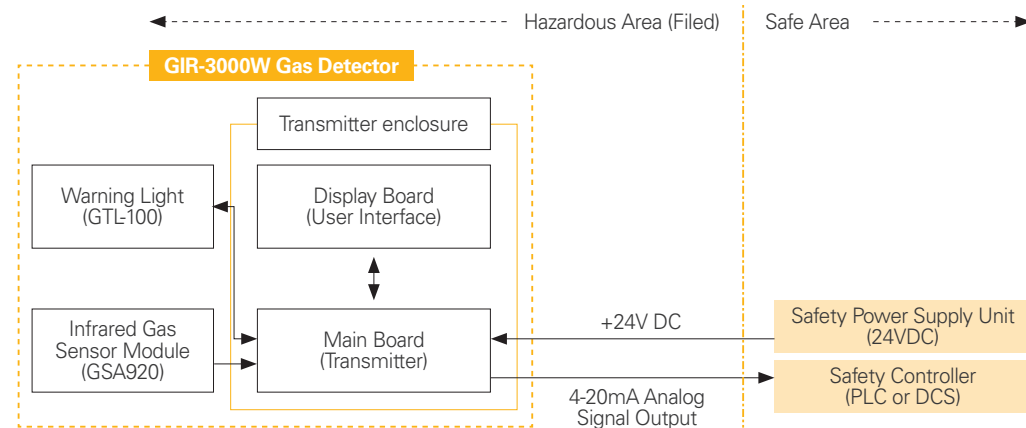 Hazardous Area (Filed)
Safe Area
GIR-3000W Gas Detector
Transmitter enclosure
Warning Light
(GTL-100)
Display Board
(User Interface)
Infrared Gas
Sensor Module
(GSA920)
Main Board
(Transmitter)
+24V DC
Safety Power Supply Unit
(24VDC)
4-20mA Analog
Signal Output
Safety Controller
(PLC or DCS)